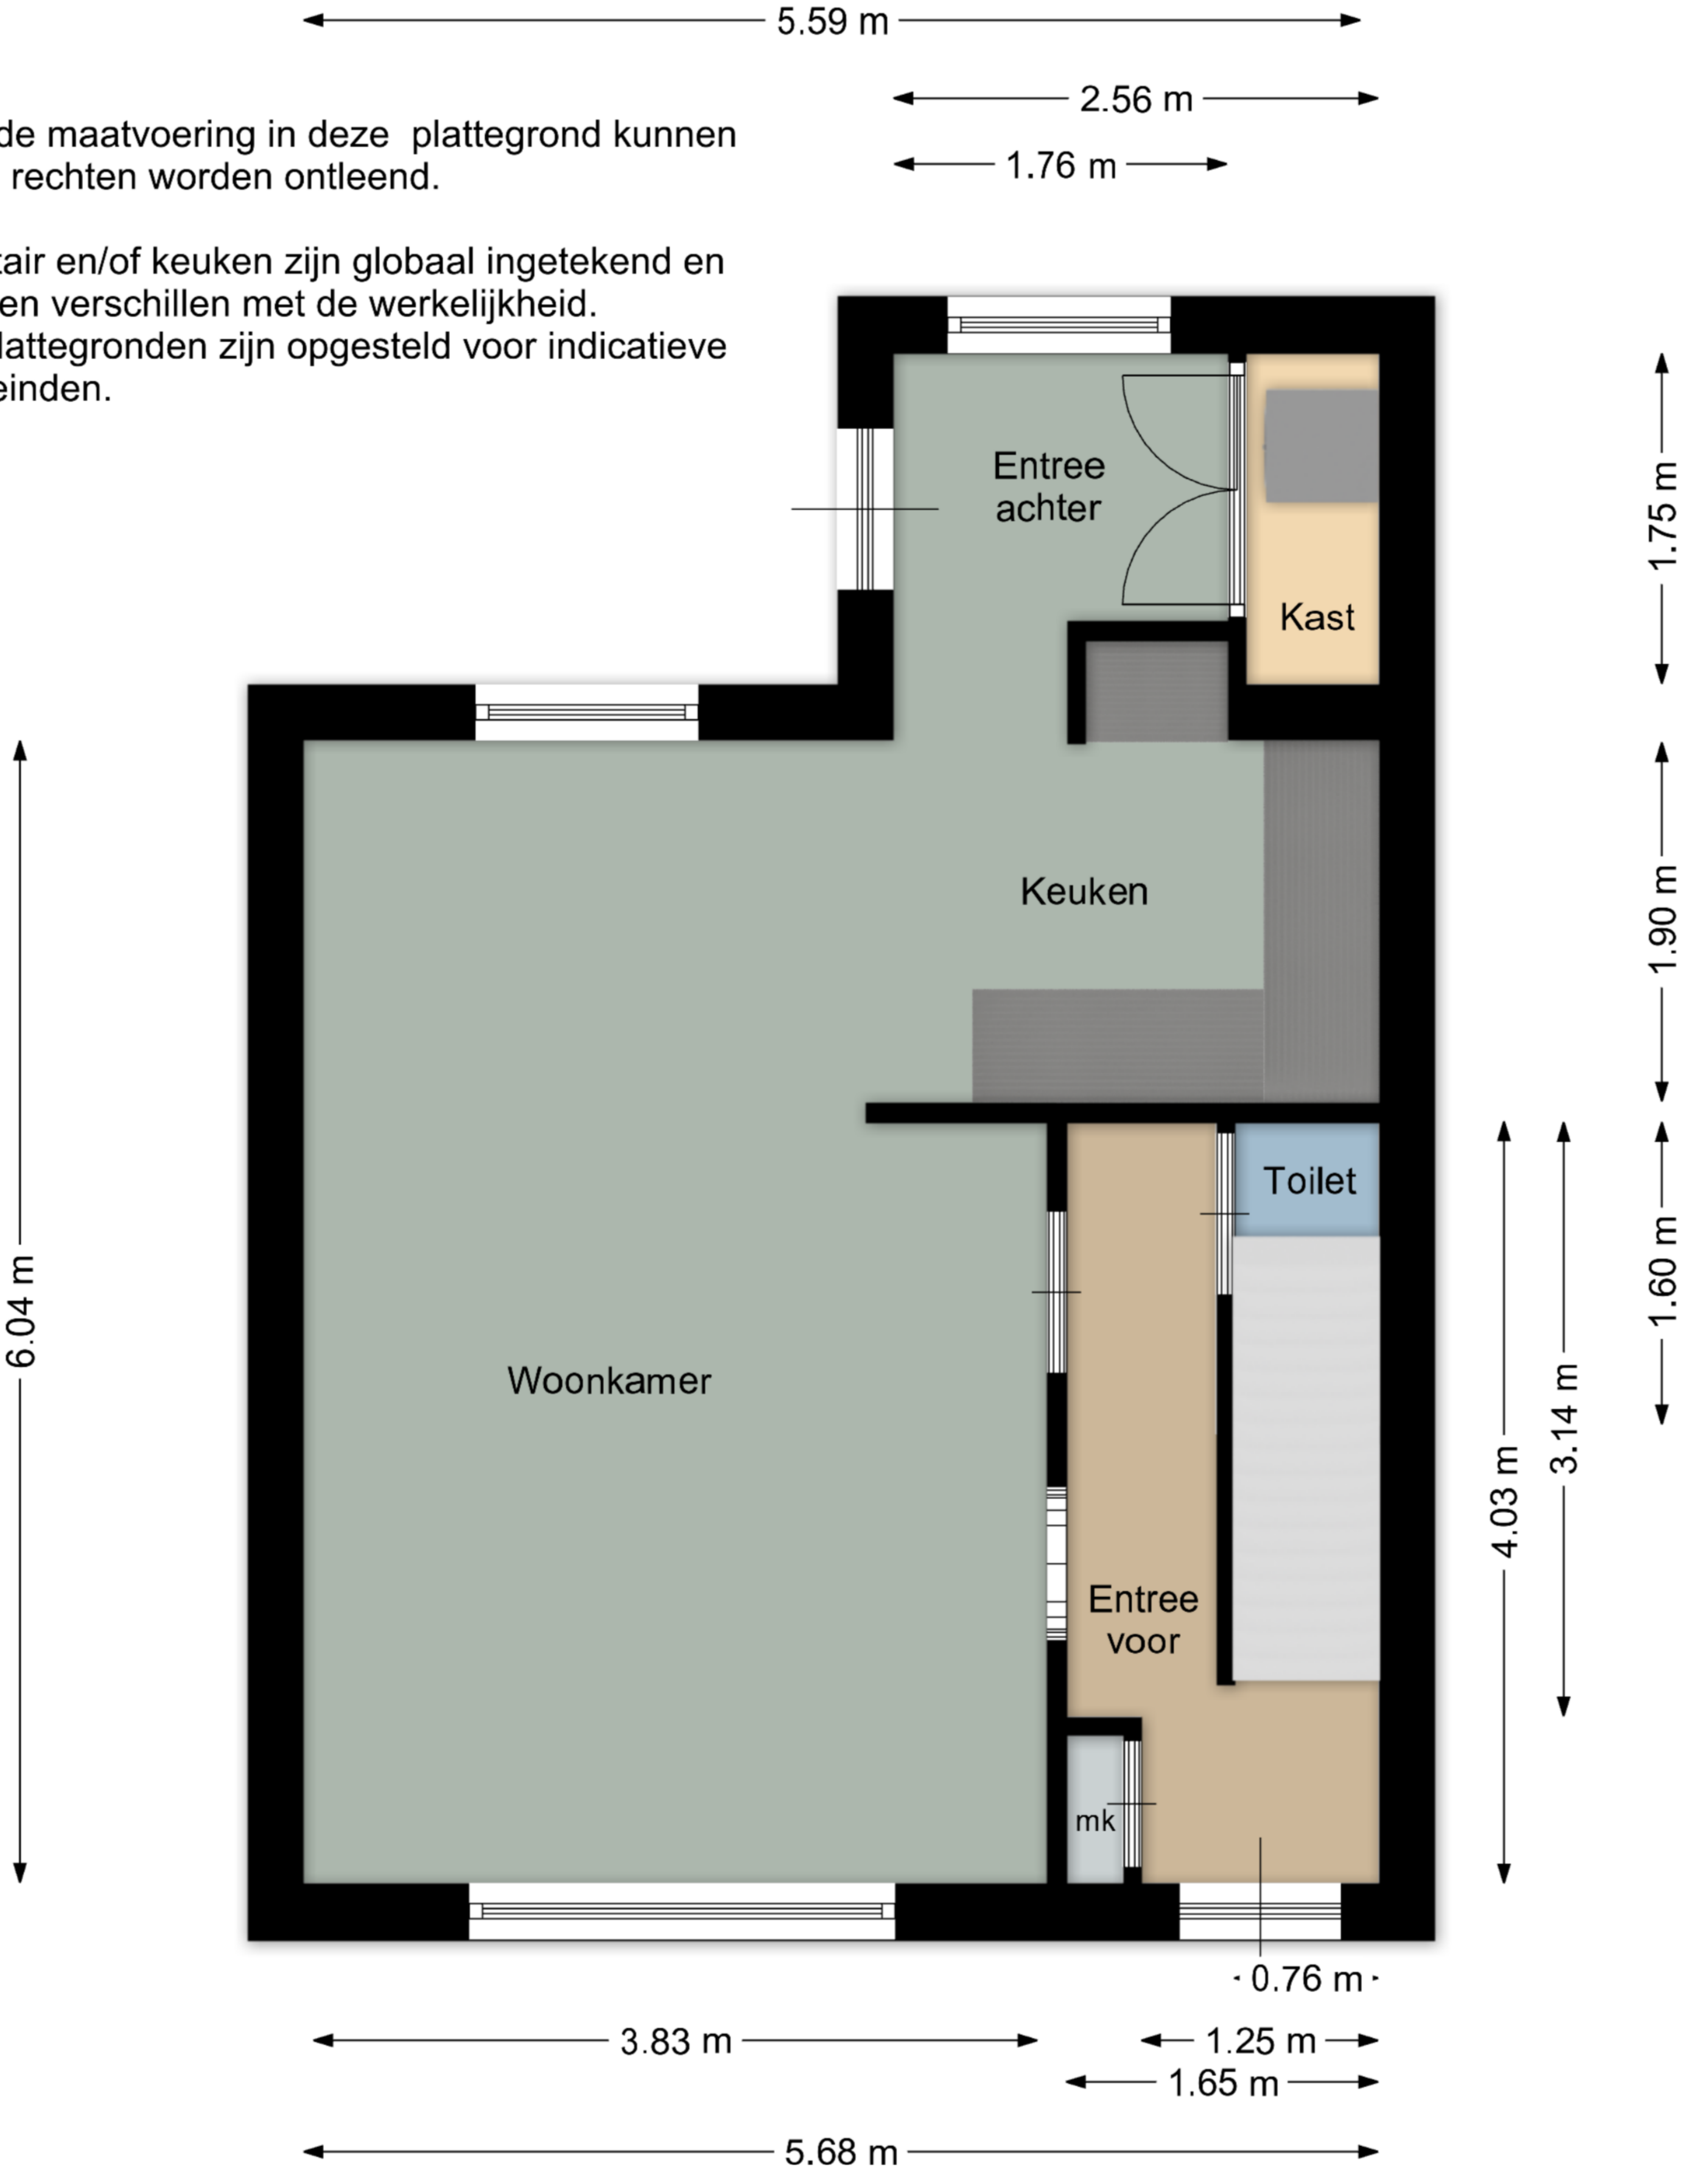 5.59 m
2.56 m
1.76 m
de maatvoering in deze plattegrond kunnen
rechten worden ontleend.
tair en/of keuken zijn globaal ingetekend en
en verschillen met de werkelijkheid.
lattegronden zijn opgesteld voor indicatieve
einden.
Entree
achter
Kast
1.75 m
Keuken
1.90 m
Toilet
6.04 m
Woonkamer
1.60 m
3.14 m
4.03 m
Entree
voor
mk
0.76 m
3.83 m
1.25 m
1.65 m
5.68 m